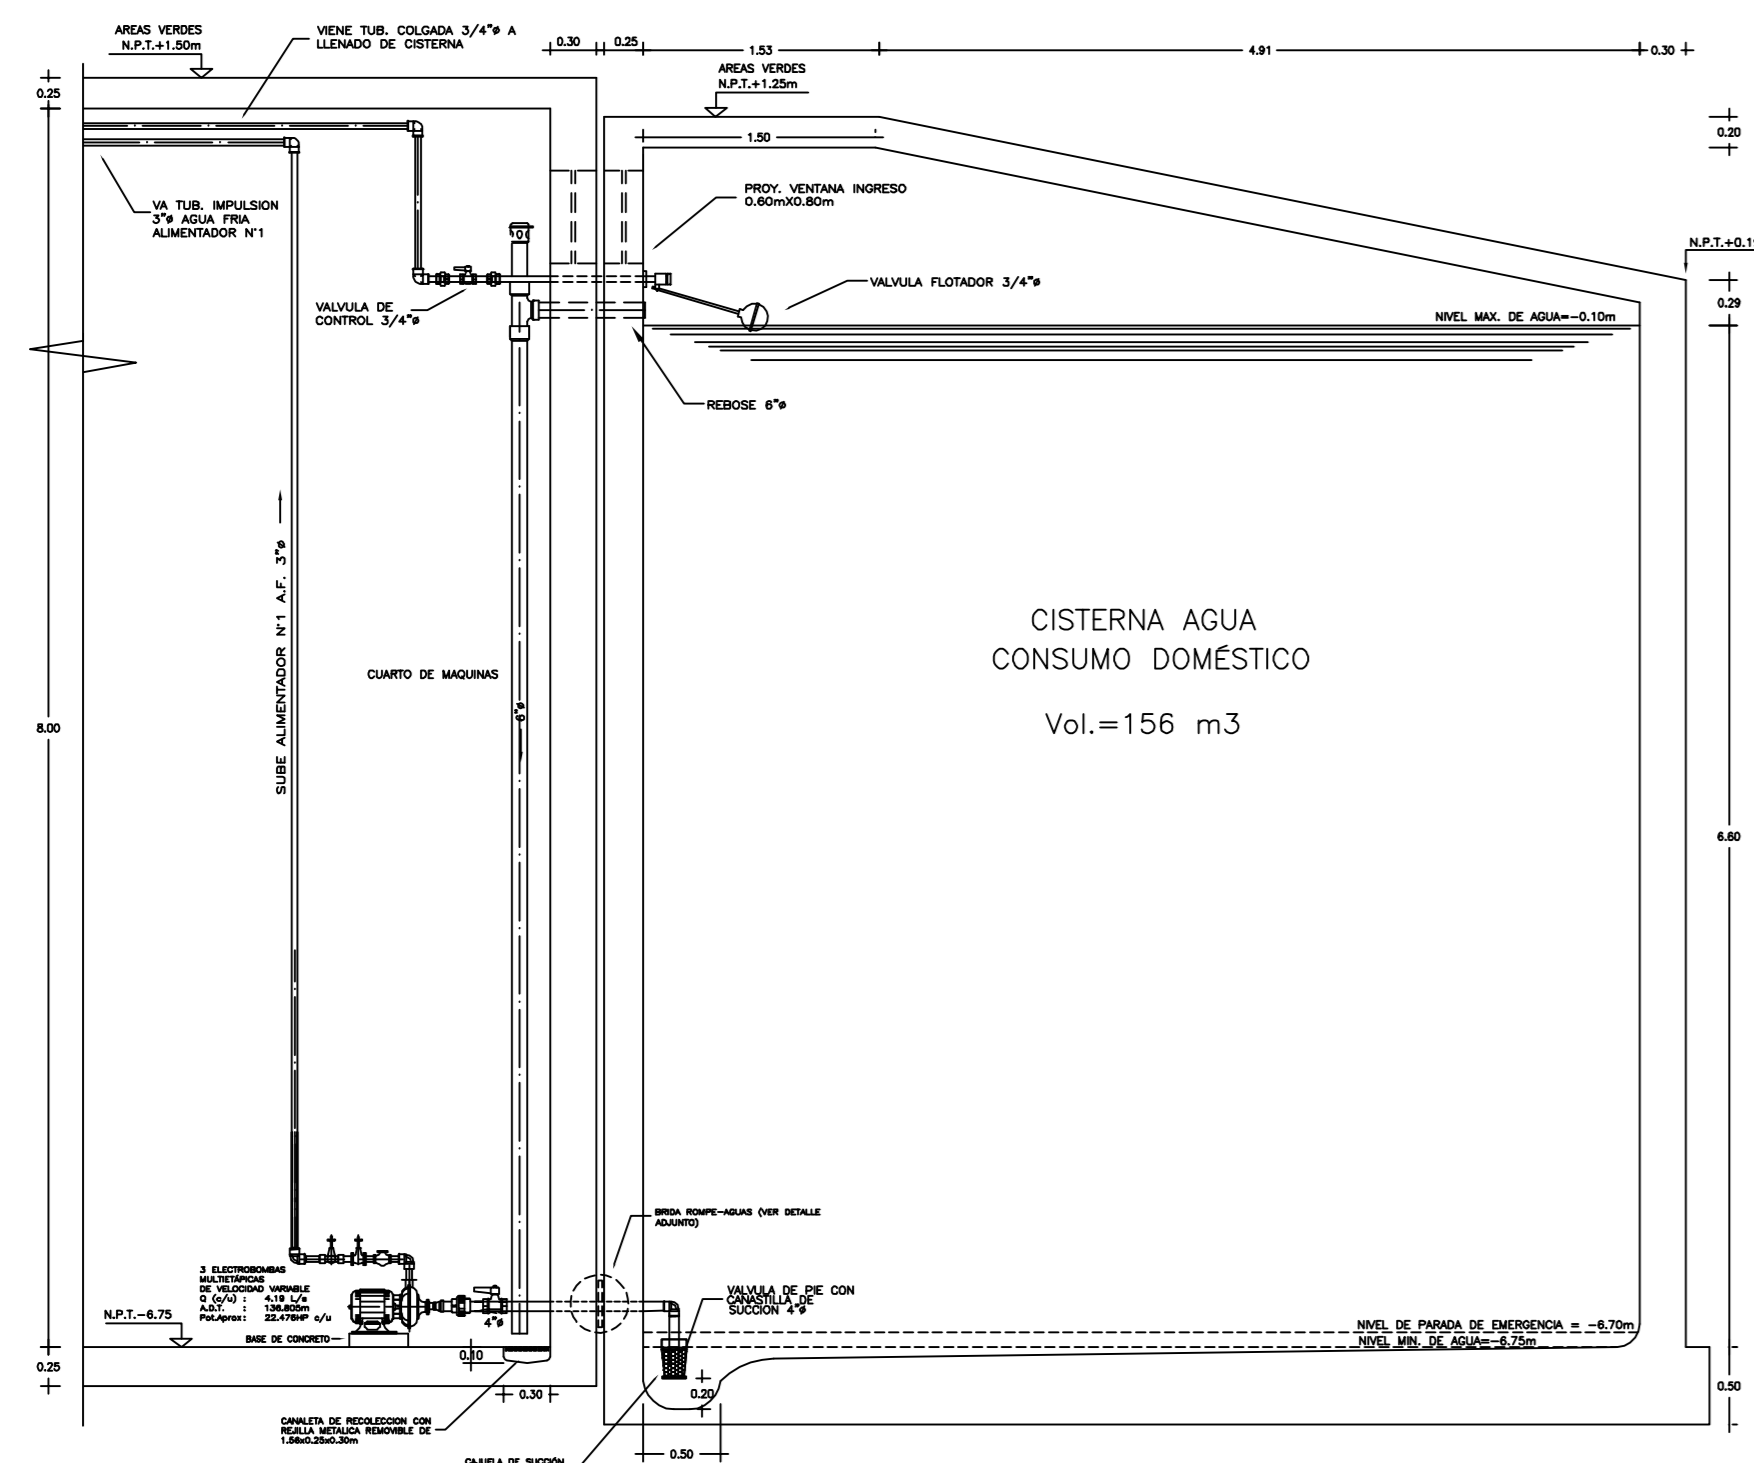 AREAS VERDES
N.P.T.+1.50m
VIENE TUB. COLGADA 3/4"ø A
LLENADO DE CISTERNA
0.30
0.25
1.53
4.91
0.30
AREAS VERDES
N.P.T.+1.25m
0.25
0.20
1.50
VA TUB. IMPULSION
3"ø AGUA FRIA
ALIMENTADOR N°1
PROY. VENTANA INGRESO
0.60mX0.80m
VALVULA DE
CONTROL 3/4"ø
VALVULA FLOTADOR 3/4"ø
0.29
NIVEL MAX. DE AGUA=-0.10m
REBOSE 6"ø
SUBE ALIMENTADOR N°1 A.F. 3"ø
CUARTO DE MAQUINAS
6"ø
8.00
CISTERNA AGUA
CONSUMO DOMÉSTICO
Vol.=156 m3
6.60
BRIDA ROMPE-AGUAS (VER DETALLE
ADJUNTO)
3 ELECTROBOMBAS
MULTIETÁPICAS
DE VELOCIDAD VARIABLE
Q (c/u) : 4.19 L/s
A.D.T. : 136.805m
Pot.Aprox: 22.476HP c/u
N.P.T.-6.75
BASE DE CONCRETO
4"ø
VALVULA DE PIE CON
CANASTILLA DE
SUCCION 4"ø
NIVEL DE PARADA DE EMERGENCIA = -6.70m
NIVEL MIN. DE AGUA=-6.75m
0.25
0.10
0.30
0.20
0.50
CANALETA DE RECOLECCION CON
REJILLA METALICA REMOVIBLE DE
1.56x0.25x0.30m
0.50
CAJUELA DE SUCCIÓN